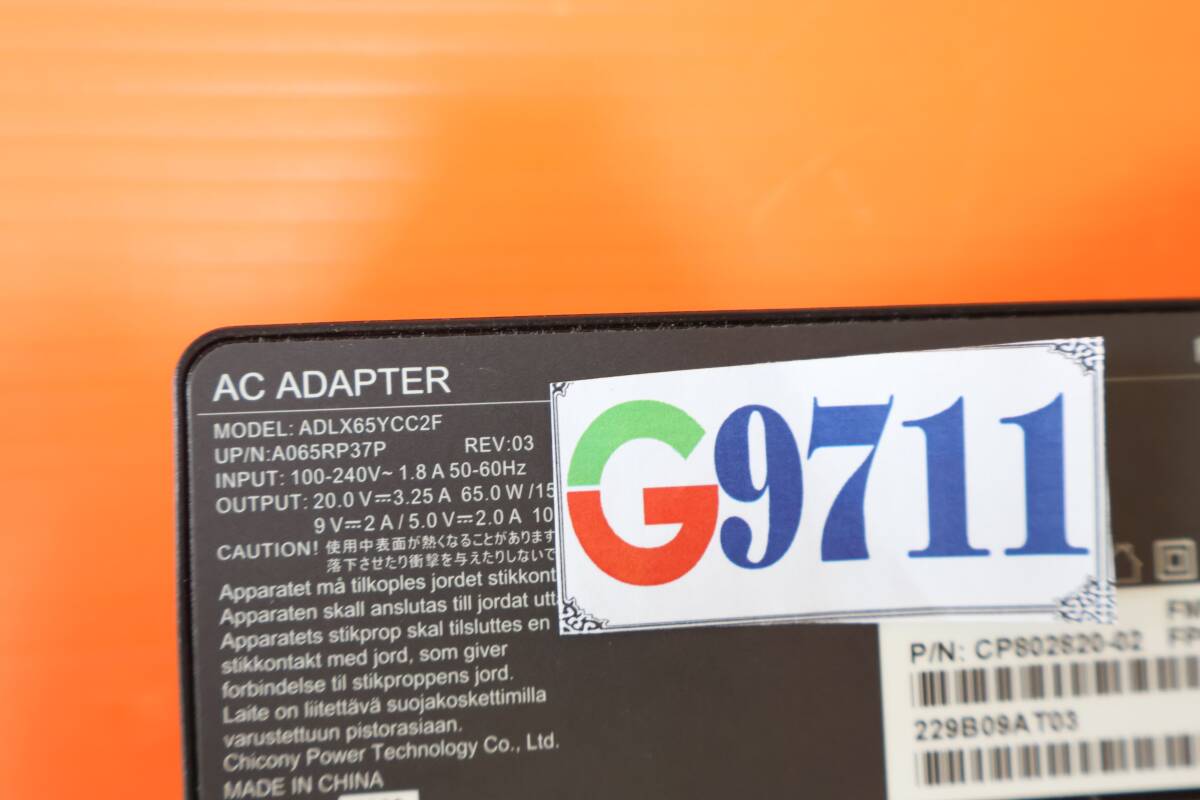 AC ADAPTER
MODEL: ADLX65YCC2F
UP/N:A065RP37P REV:03
INPUT: 100-240V~ 1.8 A 50-60Hz
OUTPUT: 20.0 V⎓3.25 A 65.0 W /15
9 V⎓2 A / 5.0 V⎓2.0 A 10
CAUTION! 使用中表面が熱くなることがあります
落下させたり衝撃を与えたりしないで
Apparatet må tilkoples jordet stikkont
Apparaten skall anslutas till jordat utt
Apparatets stikprop skal tilsluttes en
stikkontakt med jord, som giver
forbindelse til stikproppens jord.
Laite on liitettävä suojakoskettimilla
varustettuun pistorasiaan.
Chicony Power Technology Co., Ltd.
MADE IN CHINA
G9711
P/N: CP802820-02
229B09AT03